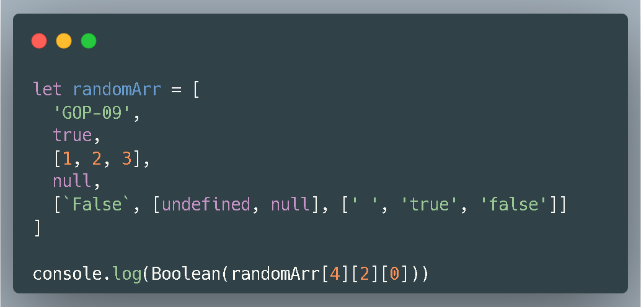 let randomArr = [
  'GOP-09',
  true,
  [1, 2, 3],
  null,
  [`False`, [undefined, null], [' ', 'true', 'false']]
]
console.log(Boolean(randomArr[4][2][0]))